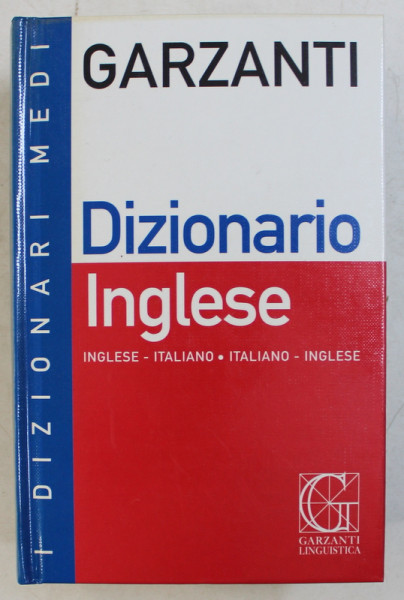 I DIZIONARI MEDI
GARZANTI
Dizionario
Inglese
INGLESE - ITALIANO • ITALIANO - INGLESE
GARZANTI
LINGUISTICA